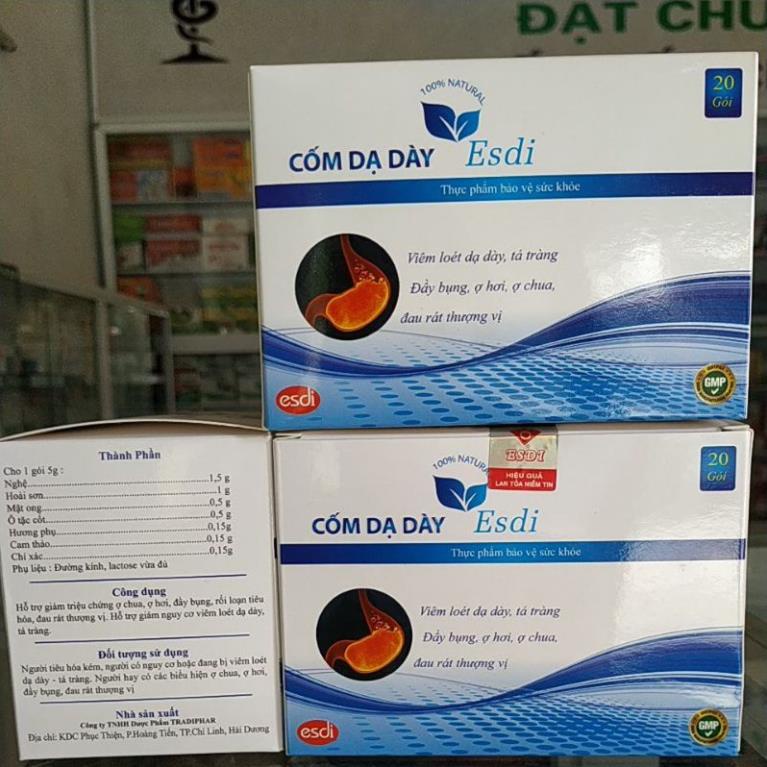 ĐẠT CHU
100% NATURAL
20
Gói
CỐM DẠ DÀY Esdi
Thực phẩm bảo vệ sức khỏe
Viêm loét dạ dày, tá tràng
Đầy bụng, ợ hơi, ợ chua,
đau rát thượng vị
esdi
GMP
Thành Phần
Cho 1 gói 5g :
Nghệ 1,5 g
Hoài sơn 1 g
Mật ong 0,5 g
Ô tặc cốt 0,5 g
Hương phụ 0,15g
Cam thảo 0,15 g
Chỉ xác 0,15g
Phụ liệu : Đường kính, lactose vừa đủ
Công dụng
Hỗ trợ giảm triệu chứng ợ chua, ợ hơi, đầy bụng, rối loạn tiêu
hóa, đau rát thượng vị. Hỗ trợ giảm nguy cơ viêm loét dạ dày,
tá tràng.
Đối tượng sử dụng
Người tiêu hóa kém, người có nguy cơ hoặc đang bị viêm loét
dạ dày - tá tràng. Người hay có các biểu hiện ợ chua, ợ hơi,
đầy bụng, đau rát thượng vị
Nhà sản xuất
Công ty TNHH Dược Phẩm TRADIPHAR
Địa chỉ: KDC Phục Thiện, P.Hoàng Tiến, TP.Chí Linh, Hải Dương
ESDI
HIỆU QUẢ
LAN TỎA NIỀM TIN
100% NATURA
20
Gói
CỐM DẠ DÀY Esdi
Thực phẩm bảo vệ sức khỏe
Viêm loét dạ dày, tá tràng
Đầy bụng, ợ hơi, ợ chua,
đau rát thượng vị
esdi
GMP